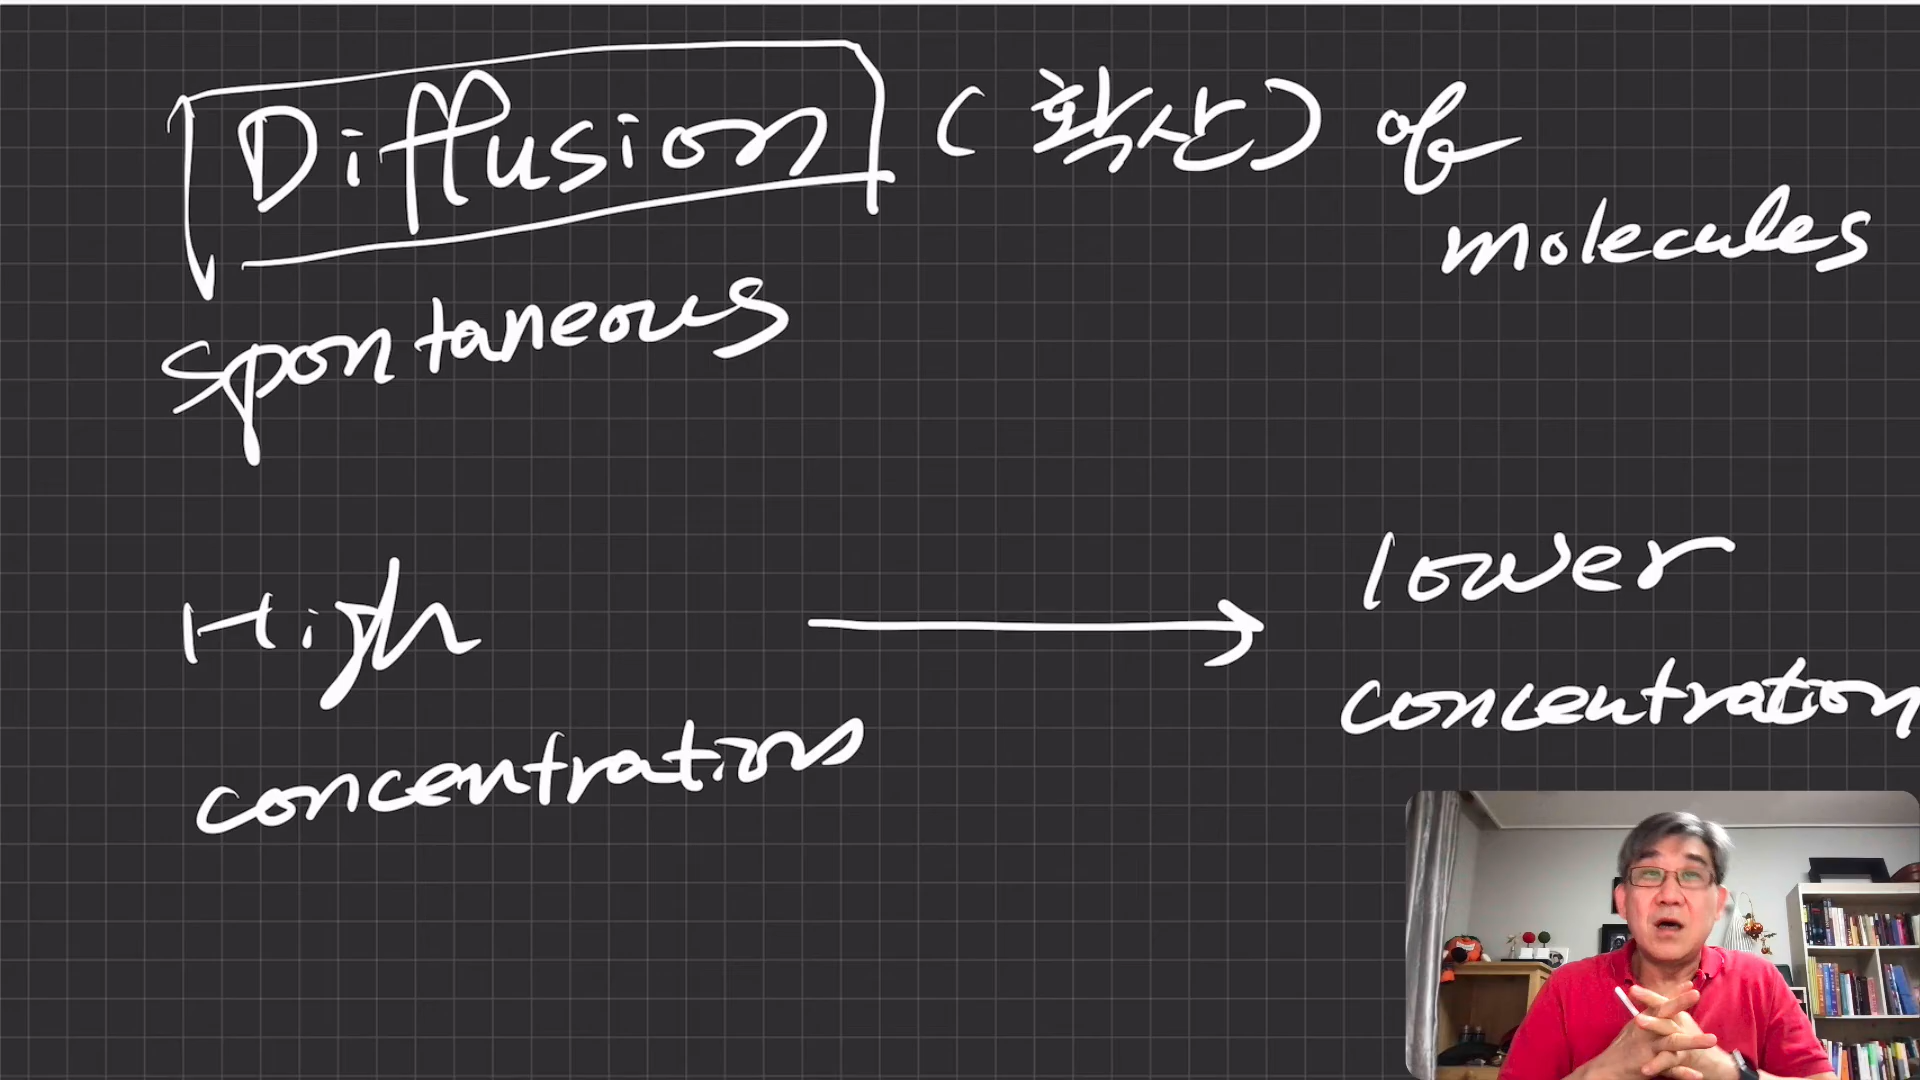 Diffusion (확산) of
molecules
spontaneous
High
concentrations
lower
concentration